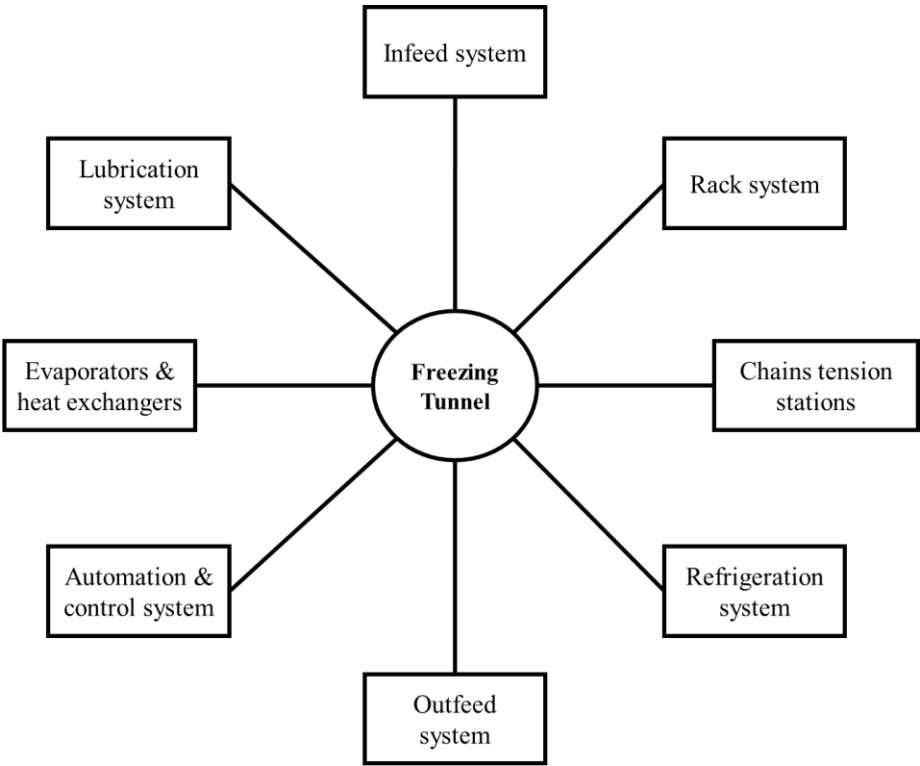 Infeed system
Lubrication
system
Rack system
Evaporators &
heat exchangers
Freezing
Tunnel
Chains tension
stations
Automation &
control system
Refrigeration
system
Outfeed
system